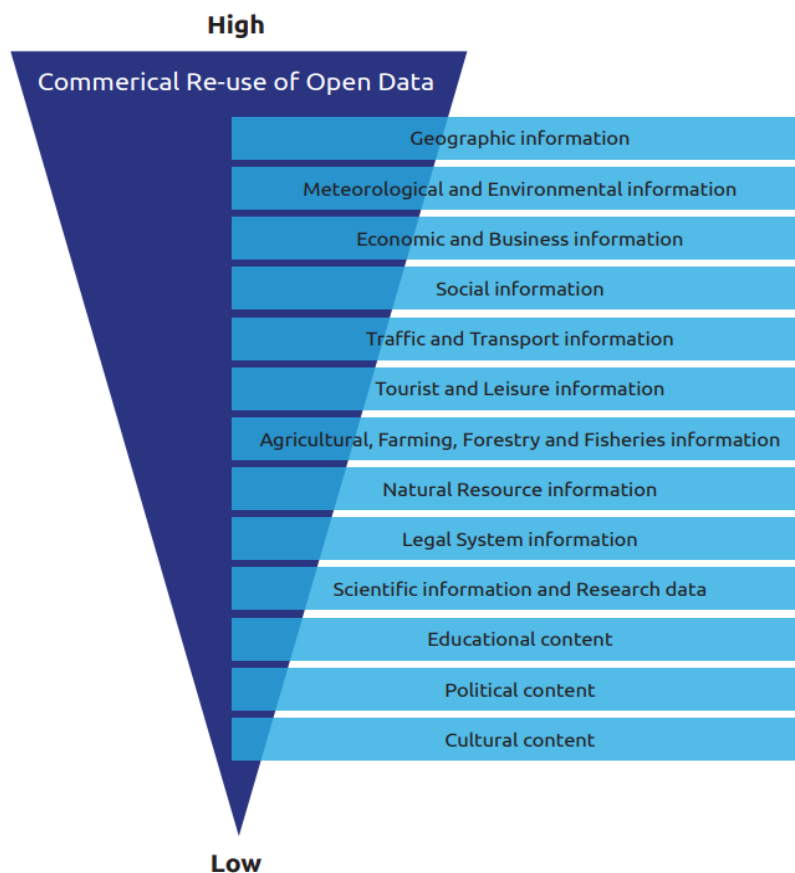 High
Commerical Re-use of Open Data
Geographic information
Meteorological and Environmental information
Economic and Business information
Social information
Traffic and Transport information
Tourist and Leisure information
Agricultural, Farming, Forestry and Fisheries information
Natural Resource information
Legal System information
Scientific information and Research data
Educational content
Political content
Cultural content
Low